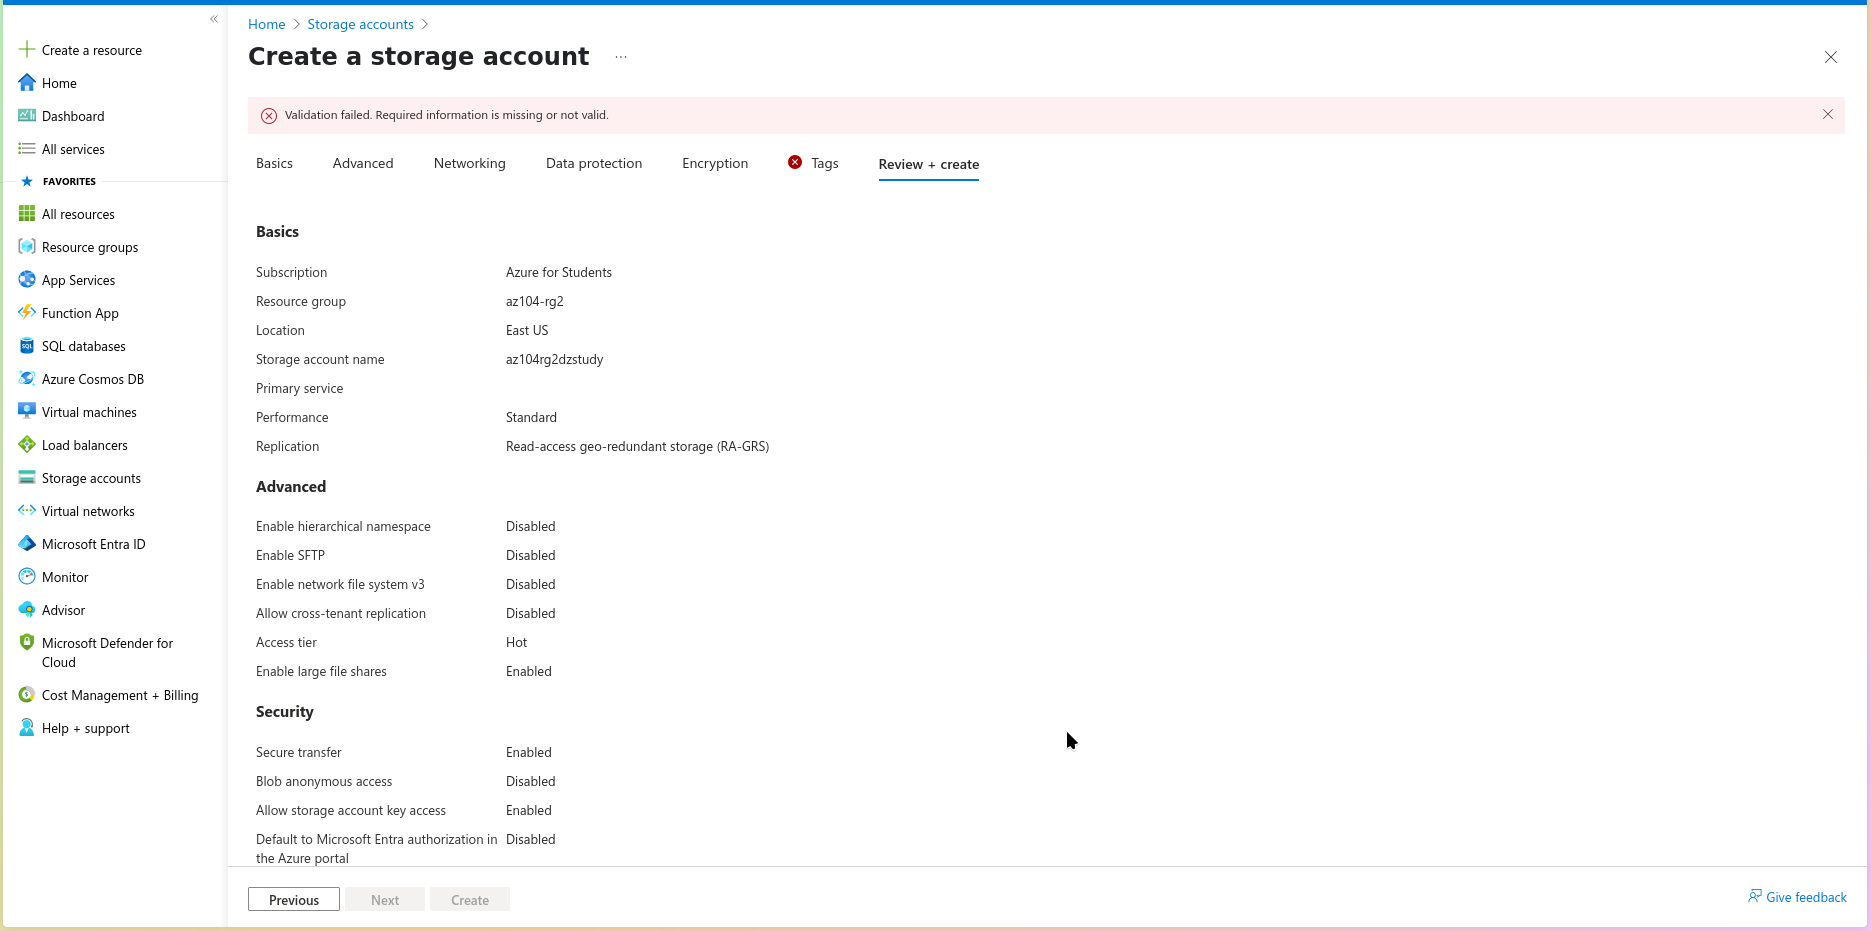 Create a resource
Home
Dashboard
All services
FAVORITES
All resources
Resource groups
App Services
Function App
SQL databases
Azure Cosmos DB
Virtual machines
Load balancers
Storage accounts
Virtual networks
Microsoft Entra ID
Monitor
Advisor
Microsoft Defender for
Cloud
Cost Management + Billing
Help + support
Home > Storage accounts >
Create a storage account ...
Validation failed. Required information is missing or not valid.
Basics Advanced Networking Data protection Encryption Tags Review + create
Basics
Subscription Azure for Students
Resource group az104-rg2
Location East US
Storage account name az104rg2dzstudy
Primary service
Performance Standard
Replication Read-access geo-redundant storage (RA-GRS)
Advanced
Enable hierarchical namespace Disabled
Enable SFTP Disabled
Enable network file system v3 Disabled
Allow cross-tenant replication Disabled
Access tier Hot
Enable large file shares Enabled
Security
Secure transfer Enabled
Blob anonymous access Disabled
Allow storage account key access Enabled
Default to Microsoft Entra authorization in Disabled
the Azure portal
Previous Next Create
Give feedback